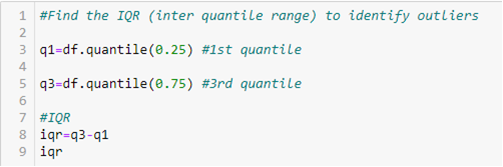 1 #Find the IQR (inter quantile range) to identify outliers
2
3 q1=df.quantile(0.25) #1st quantile
4
5 q3=df.quantile(0.75) #3rd quantile
6
7 #IQR
8 iqr=q3-q1
9 iqr